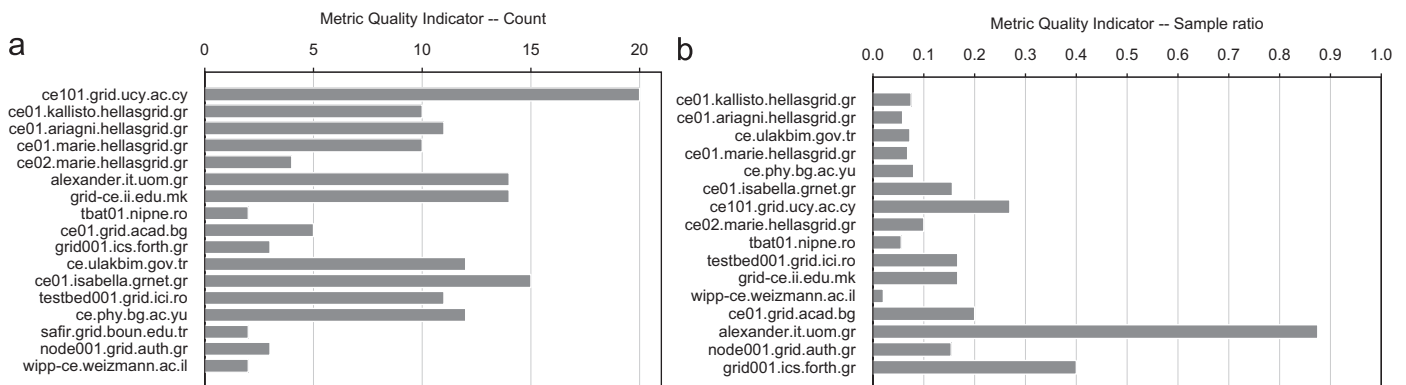 a
Metric Quality Indicator -- Count
0 5 10 15 20
ce101.grid.ucy.ac.cy
ce01.kallisto.hellasgrid.gr
ce01.ariagni.hellasgrid.gr
ce01.marie.hellasgrid.gr
ce02.marie.hellasgrid.gr
alexander.it.uom.gr
grid-ce.ii.edu.mk
tbat01.nipne.ro
ce01.grid.acad.bg
grid001.ics.forth.gr
ce.ulakbim.gov.tr
ce01.isabella.grnet.gr
testbed001.grid.ici.ro
ce.phy.bg.ac.yu
safir.grid.boun.edu.tr
node001.grid.auth.gr
wipp-ce.weizmann.ac.il
b
Metric Quality Indicator -- Sample ratio
0.0 0.1 0.2 0.3 0.4 0.5 0.6 0.7 0.8 0.9 1.0
ce01.kallisto.hellasgrid.gr
ce01.ariagni.hellasgrid.gr
ce.ulakbim.gov.tr
ce01.marie.hellasgrid.gr
ce.phy.bg.ac.yu
ce01.isabella.grnet.gr
ce101.grid.ucy.ac.cy
ce02.marie.hellasgrid.gr
tbat01.nipne.ro
testbed001.grid.ici.ro
grid-ce.ii.edu.mk
wipp-ce.weizmann.ac.il
ce01.grid.acad.bg
alexander.it.uom.gr
node001.grid.auth.gr
grid001.ics.forth.gr